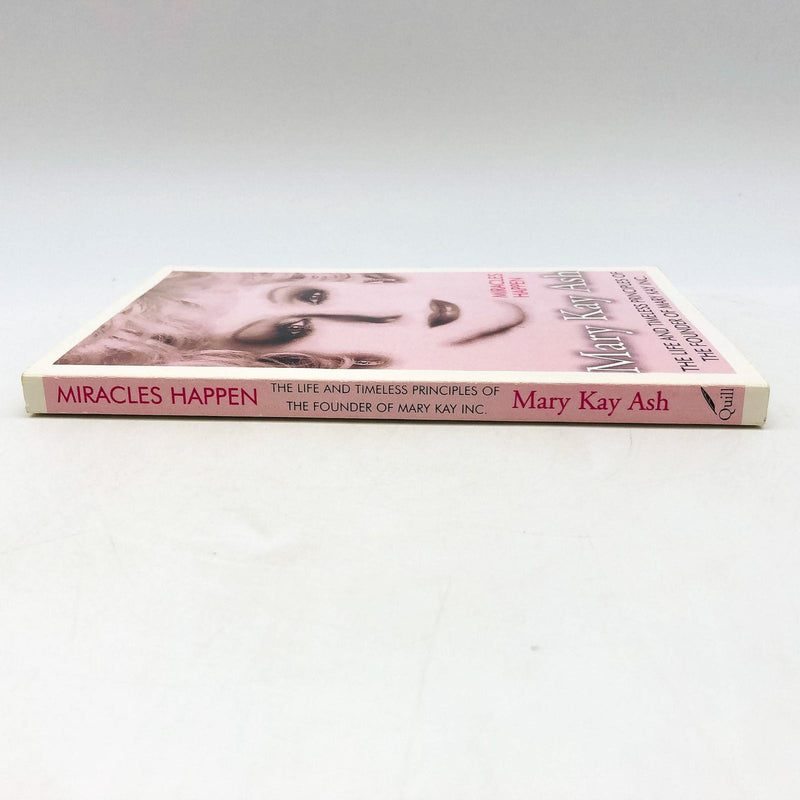 MIRACLES
HAPPEN
Mary Kay Ash
THE LIFE AND TIMELESS PRINCIPLES OF
THE FOUNDER OF MARY KAY INC.
MIRACLES HAPPEN
THE LIFE AND TIMELESS PRINCIPLES OF
THE FOUNDER OF MARY KAY INC.
Mary Kay Ash
Quill